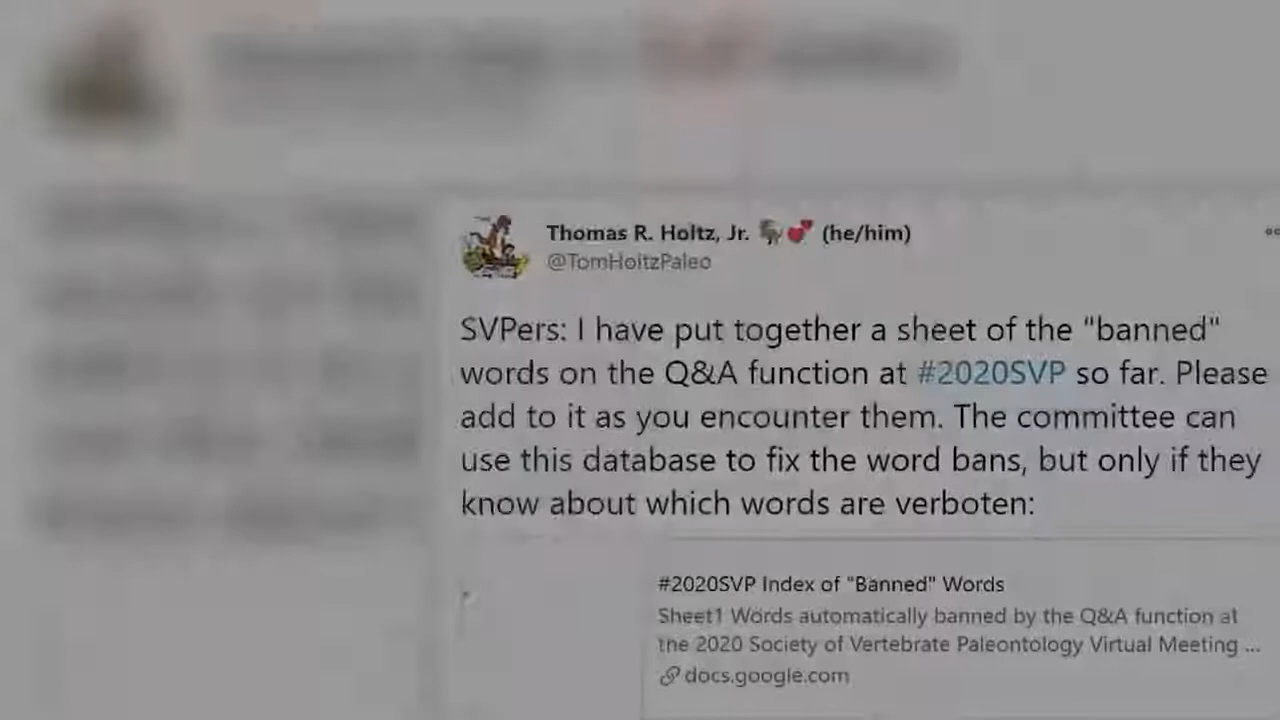 Thomas R. Holtz, Jr. 🦃💕 (he/him)
@TomHoltzPaleo
SVPers: I have put together a sheet of the "banned"
words on the Q&A function at #2020SVP so far. Please
add to it as you encounter them. The committee can
use this database to fix the word bans, but only if they
know about which words are verboten:
#2020SVP Index of "Banned" Words
Sheet1 Words automatically banned by the Q&A function at
the 2020 Society of Vertebrate Paleontology Virtual Meeting ...
docs.google.com